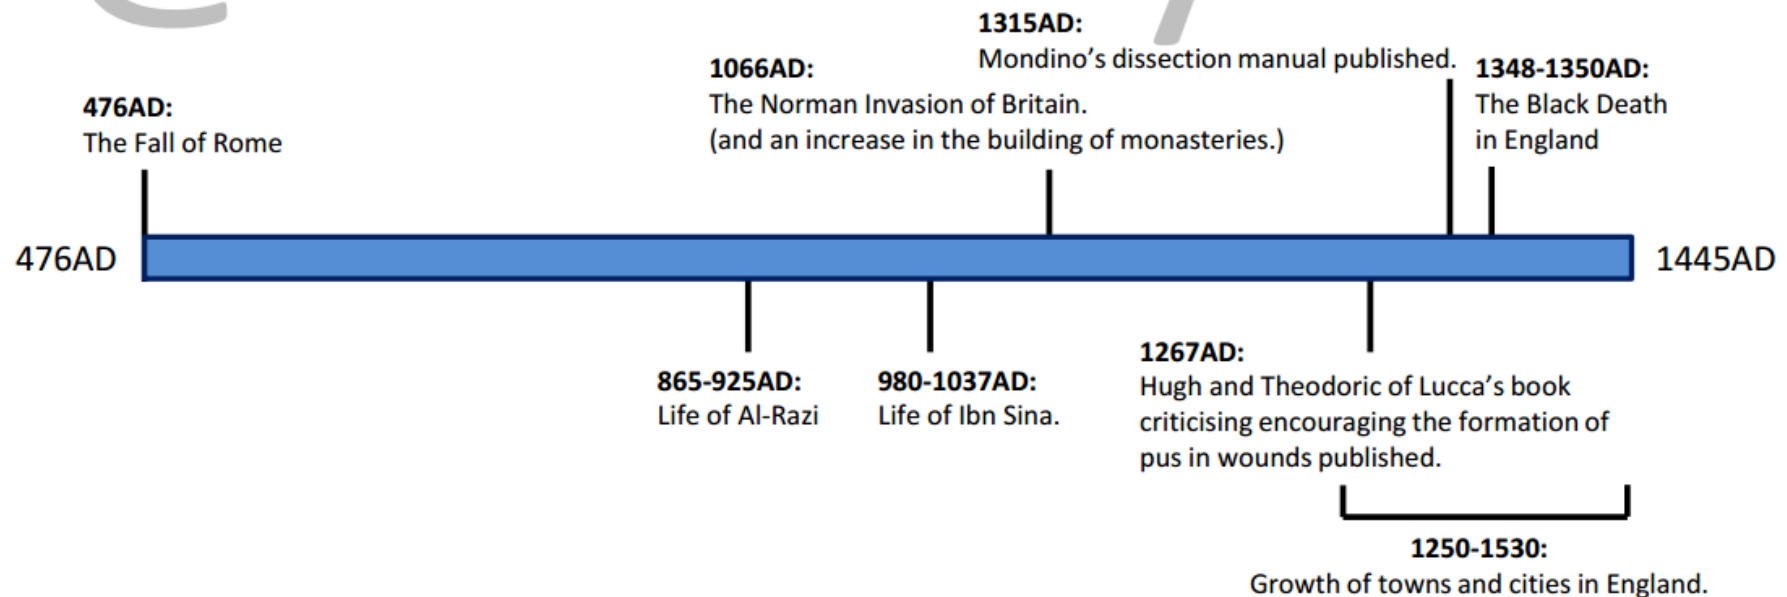 1315AD:
Mondino's dissection manual published.
1066AD:
The Norman Invasion of Britain.
(and an increase in the building of monasteries.)
1348-1350AD:
The Black Death
in England
476AD:
The Fall of Rome
476AD
1445AD
865-925AD:
Life of Al-Razi
980-1037AD:
Life of Ibn Sina.
1267AD:
Hugh and Theodoric of Lucca's book
criticising encouraging the formation of
pus in wounds published.
1250-1530:
Growth of towns and cities in England.